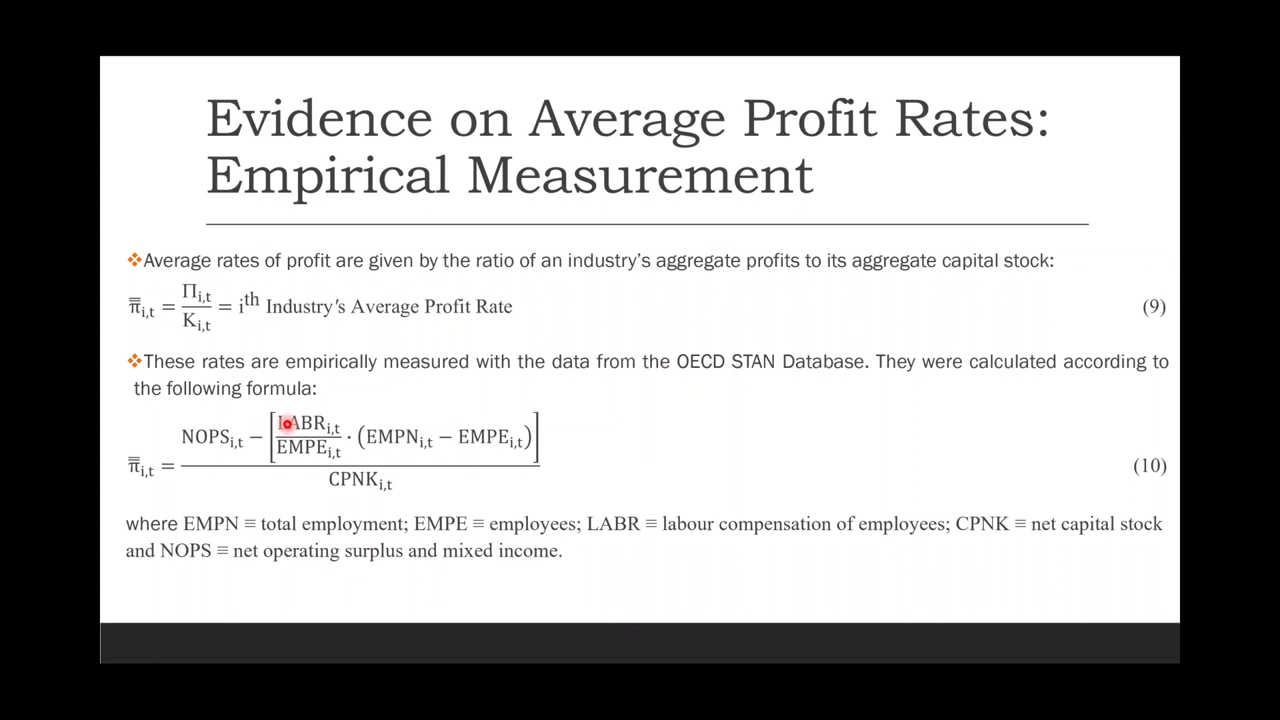 Evidence on Average Profit Rates:
Empirical Measurement
❖Average rates of profit are given by the ratio of an industry's aggregate profits to its aggregate capital stock:
π̿i,t = Πi,t / Ki,t = ith Industry's Average Profit Rate (9)
❖These rates are empirically measured with the data from the OECD STAN Database. They were calculated according to
the following formula:
π̿i,t = NOPSi,t − [LABRi,t / EMPEi,t · (EMPNi,t − EMPEi,t)] / CPNKi,t (10)
where EMPN ≡ total employment; EMPE ≡ employees; LABR ≡ labour compensation of employees; CPNK ≡ net capital stock
and NOPS ≡ net operating surplus and mixed income.